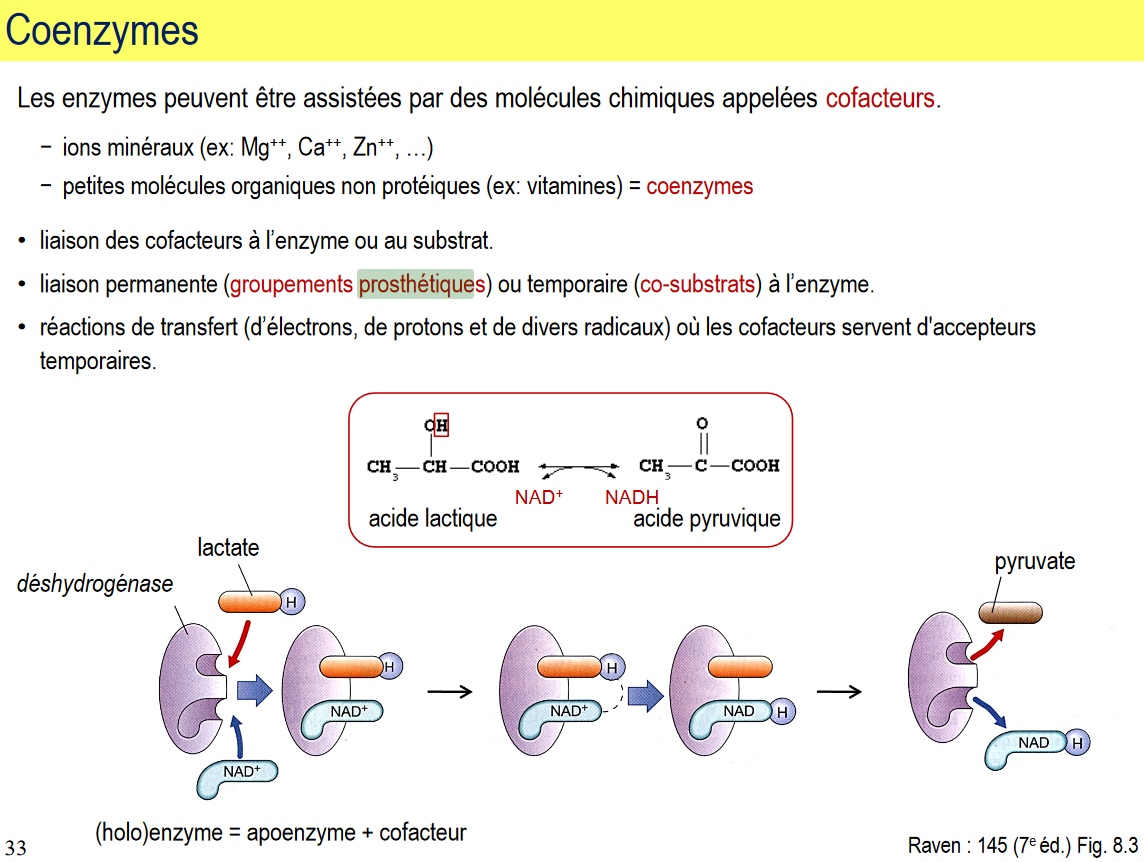 Coenzymes
Les enzymes peuvent être assistées par des molécules chimiques appelées cofacteurs.
− ions minéraux (ex: Mg⁺⁺, Ca⁺⁺, Zn⁺⁺, …)
− petites molécules organiques non protéiques (ex: vitamines) = coenzymes
• liaison des cofacteurs à l’enzyme ou au substrat.
• liaison permanente (groupements prosthétiques) ou temporaire (co-substrats) à l’enzyme.
• réactions de transfert (d’électrons, de protons et de divers radicaux) où les cofacteurs servent d'accepteurs
temporaires.
OH
O
CH₃—CH—COOH
CH₃—C—COOH
NAD⁺
NADH
acide lactique
acide pyruvique
lactate
déshydrogénase
pyruvate
H
H
H
NAD⁺
NAD⁺
NAD
H
NAD⁺
NAD
H
(holo)enzyme = apoenzyme + cofacteur
33
Raven : 145 (7ᵉ éd.) Fig. 8.3